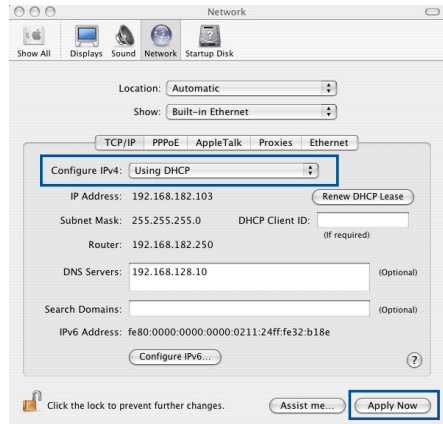 Network
Show All Displays Sound Network Startup Disk
Location: Automatic
Show: Built-in Ethernet
TCP/IP PPPoE AppleTalk Proxies Ethernet
Configure IPv4: Using DHCP
IP Address: 192.168.182.103 Renew DHCP Lease
Subnet Mask: 255.255.255.0 DHCP Client ID:
(If required)
Router: 192.168.182.250
DNS Servers: 192.168.128.10 (Optional)
Search Domains: (Optional)
IPv6 Address: fe80:0000:0000:0000:0211:24ff:fe32:b18e
Configure IPv6... ?
Click the lock to prevent further changes. Assist me... Apply Now